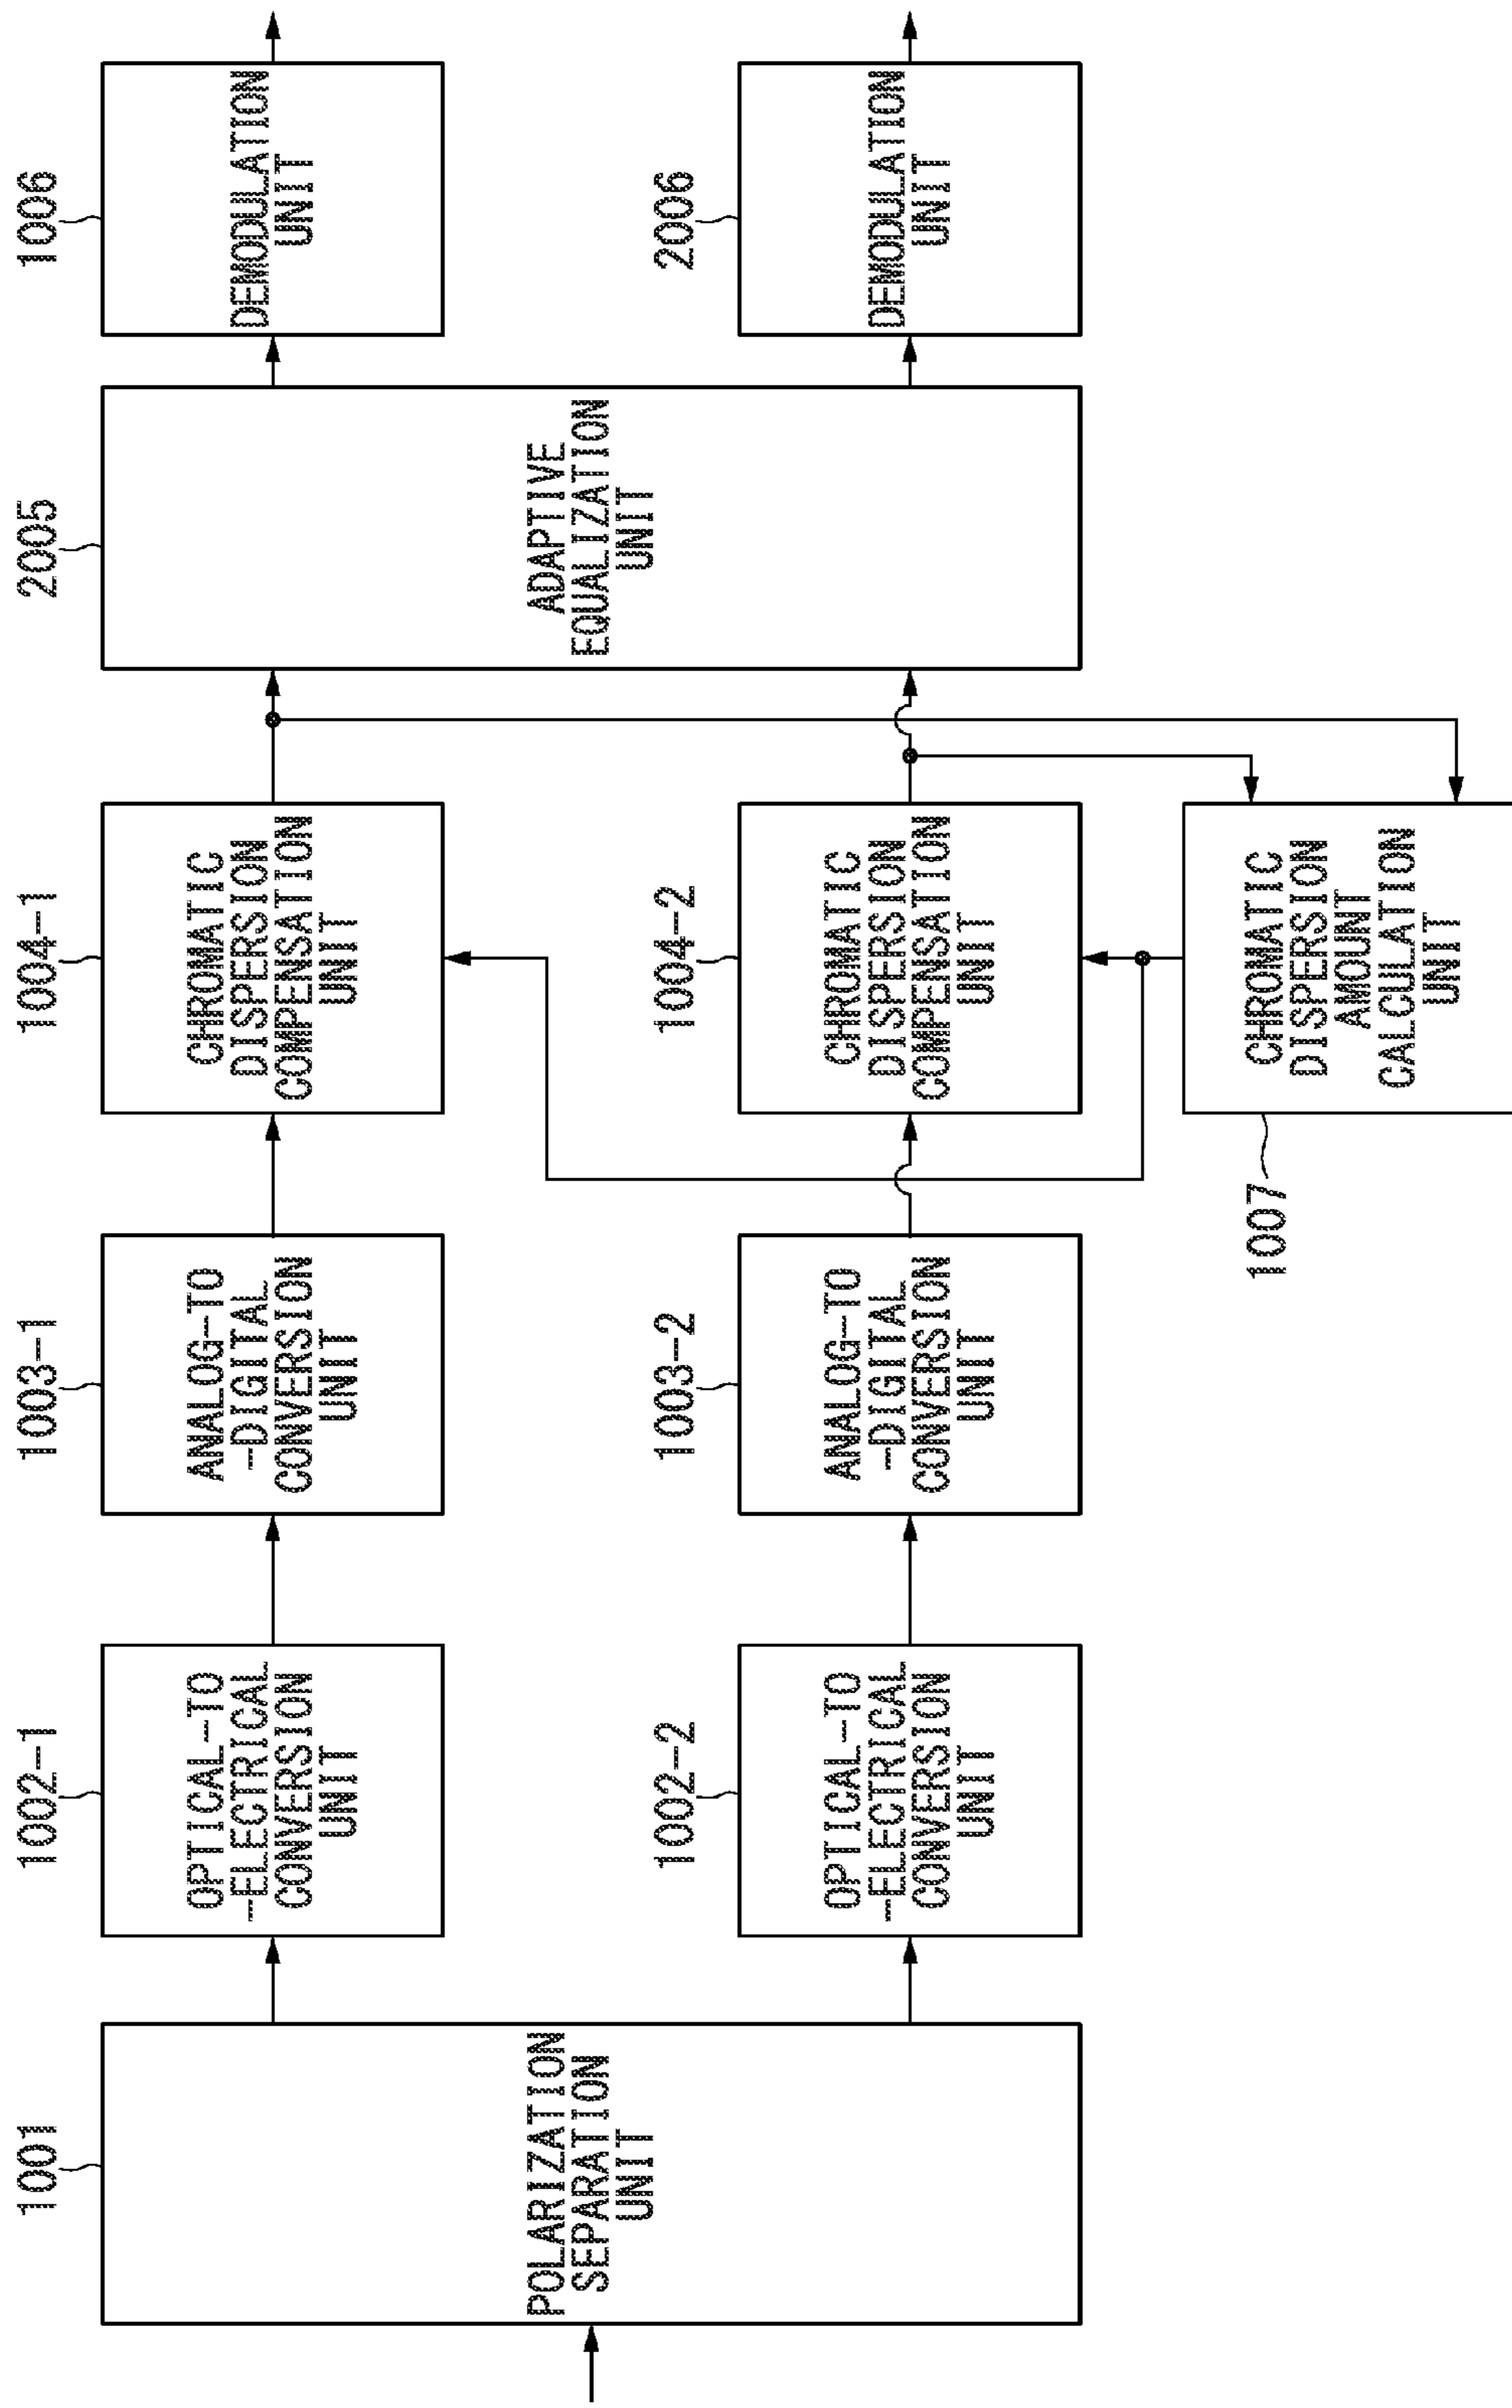 1001
POLARIZATION
SEPARATION
UNIT
1002-1
OPTICAL-TO
-ELECTRICAL
CONVERSION
UNIT
1003-1
ANALOG-TO
-DIGITAL
CONVERSION
UNIT
1004-1
CHROMATIC
DISPERSION
COMPENSATION
UNIT
2005
ADAPTIVE
EQUALIZATION
UNIT
1006
DEMODULATION
UNIT
1002-2
OPTICAL-TO
-ELECTRICAL
CONVERSION
UNIT
1003-2
ANALOG-TO
-DIGITAL
CONVERSION
UNIT
1004-2
CHROMATIC
DISPERSION
COMPENSATION
UNIT
2006
DEMODULATION
UNIT
1007
CHROMATIC
DISPERSION
AMOUNT
CALCULATION
UNIT